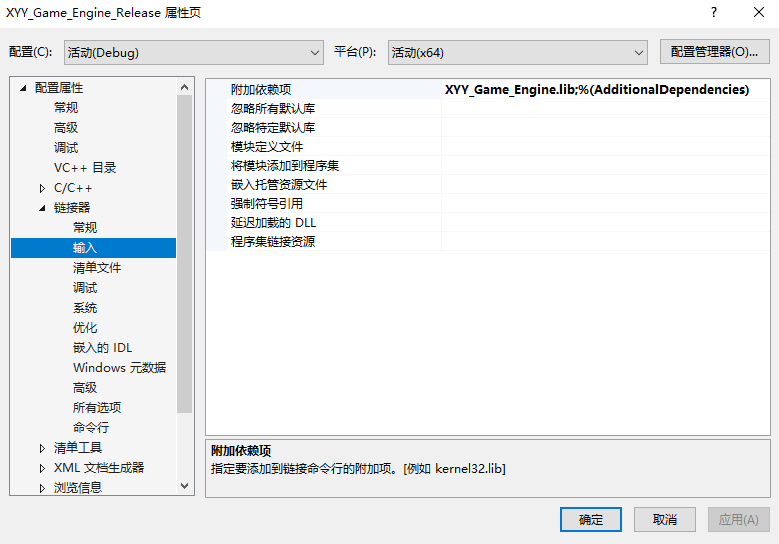 XYY_Game_Engine_Release 属性页
配置(C):
活动(Debug)
平台(P):
活动(x64)
配置管理器(O)...
配置属性
常规
高级
调试
VC++ 目录
C/C++
链接器
常规
输入
清单文件
调试
系统
优化
嵌入的 IDL
Windows 元数据
高级
所有选项
命令行
清单工具
XML 文档生成器
浏览信息
附加依赖项 XYY_Game_Engine.lib;%(AdditionalDependencies)
忽略所有默认库
忽略特定默认库
模块定义文件
将模块添加到程序集
嵌入托管资源文件
强制符号引用
延迟加载的 DLL
程序集链接资源
附加依赖项
指定要添加到链接命令行的附加项。[例如 kernel32.lib]
确定
取消
应用(A)